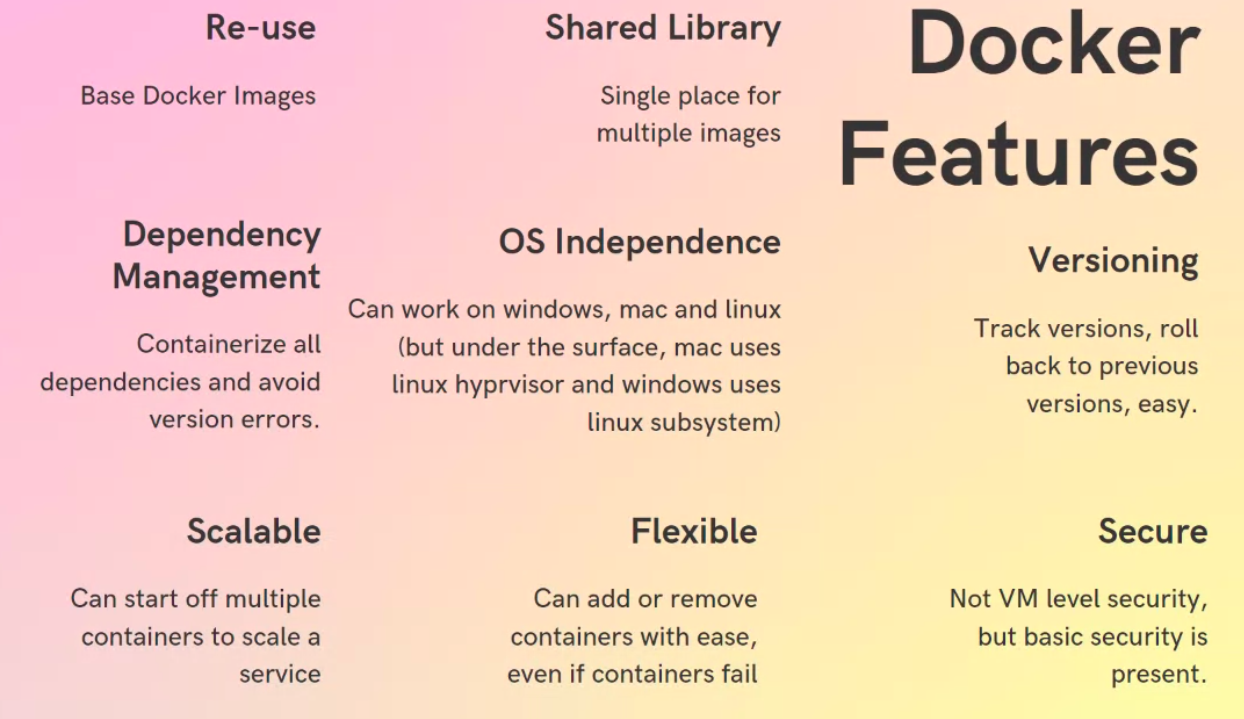 Docker
Features
Re-use
Base Docker Images
Shared Library
Single place for
multiple images
Dependency
Management
Containerize all
dependencies and avoid
version errors.
OS Independence
Can work on windows, mac and linux
(but under the surface, mac uses
linux hyprvisor and windows uses
linux subsystem)
Versioning
Track versions, roll
back to previous
versions, easy.
Scalable
Can start off multiple
containers to scale a
service
Flexible
Can add or remove
containers with ease,
even if containers fail
Secure
Not VM level security,
but basic security is
present.